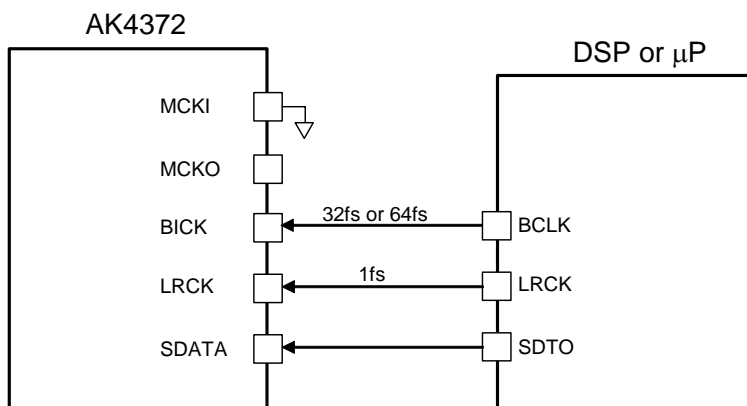 AK4372
DSP or μP
MCKI
MCKO
BICK
32fs or 64fs
BCLK
LRCK
1fs
LRCK
SDATA
SDTO